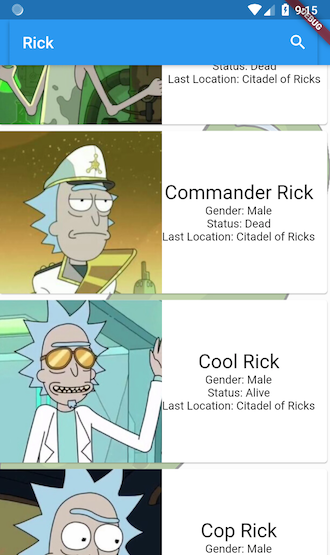 9:15
DEBUG
Rick
Status: Dead
Last Location: Citadel of Ricks
Commander Rick
Gender: Male
Status: Dead
Last Location: Citadel of Ricks
Cool Rick
Gender: Male
Status: Alive
Last Location: Citadel of Ricks
Cop Rick
Gender: Male